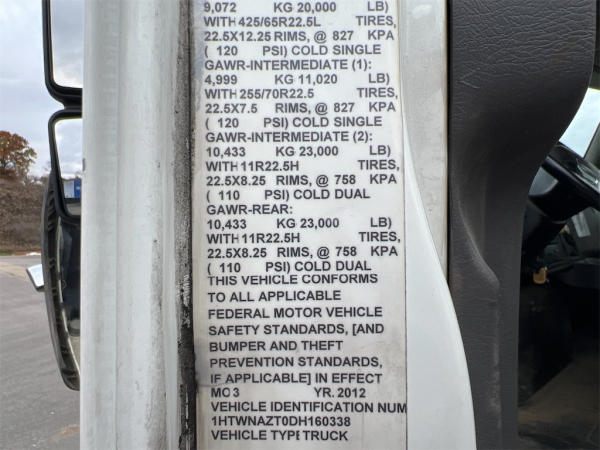 9,072 KG 20,000 LB)
WITH 425/65R22.5L TIRES,
22.5X12.25 RIMS, @ 827 KPA
( 120 PSI) COLD SINGLE
GAWR-INTERMEDIATE (1):
4,999 KG 11,020 LB)
WITH 255/70R22.5 TIRES,
22.5X7.5 RIMS, @ 827 KPA
( 120 PSI) COLD SINGLE
GAWR-INTERMEDIATE (2):
10,433 KG 23,000 LB)
WITH 11R22.5H TIRES,
22.5X8.25 RIMS, @ 758 KPA
( 110 PSI) COLD DUAL
GAWR-REAR:
10,433 KG 23,000 LB)
WITH 11R22.5H TIRES,
22.5X8.25 RIMS, @ 758 KPA
( 110 PSI) COLD DUAL
THIS VEHICLE CONFORMS
TO ALL APPLICABLE
FEDERAL MOTOR VEHICLE
SAFETY STANDARDS, [AND
BUMPER AND THEFT
PREVENTION STANDARDS,
IF APPLICABLE] IN EFFECT
MO 3 YR. 2012
VEHICLE IDENTIFICATION NUM
1HTWNAZT0DH160338
VEHICLE TYPE TRUCK